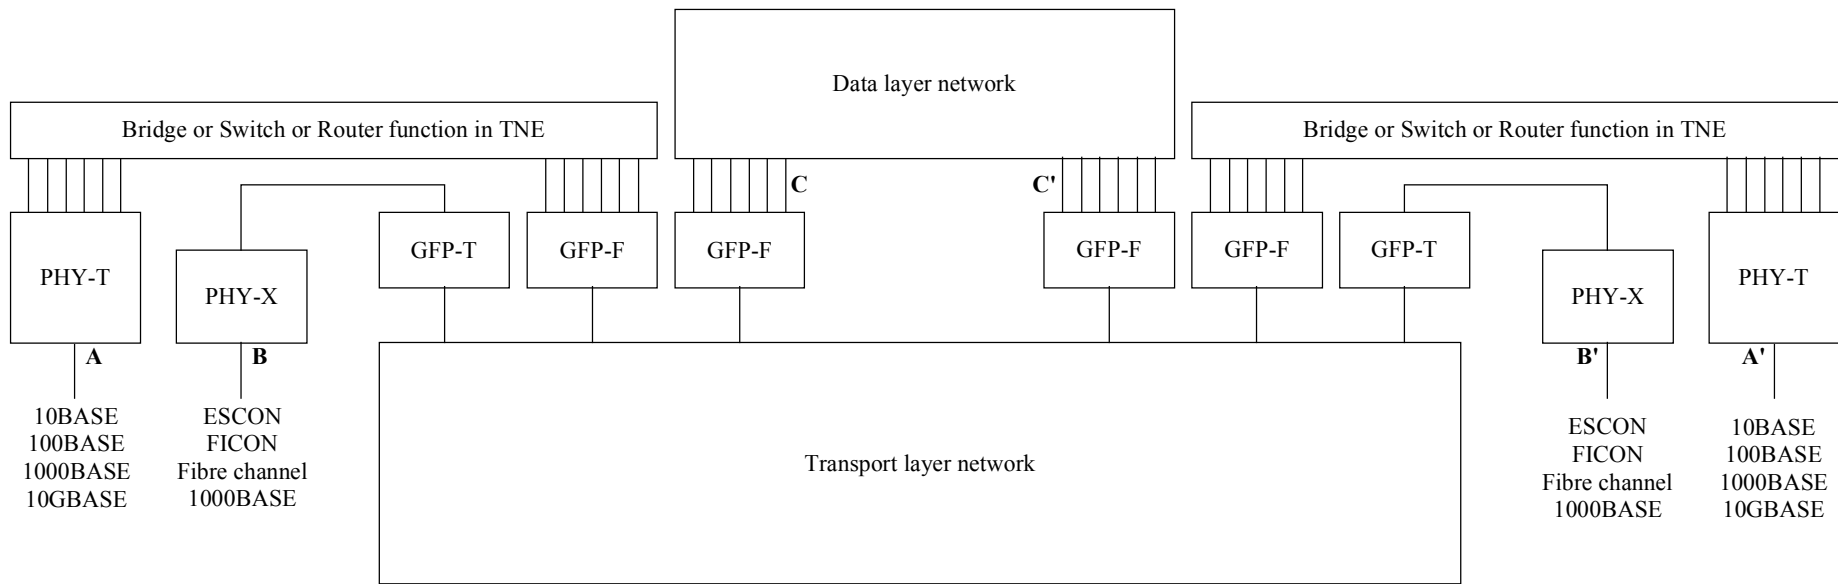 Data layer network
Bridge or Switch or Router function in TNE
Bridge or Switch or Router function in TNE
C
C'
PHY-T
PHY-X
GFP-T
GFP-F
GFP-F
GFP-F
GFP-F
GFP-T
PHY-X
PHY-T
A
B
B'
A'
10BASE
100BASE
1000BASE
10GBASE
ESCON
FICON
Fibre channel
1000BASE
Transport layer network
ESCON
FICON
Fibre channel
1000BASE
10BASE
100BASE
1000BASE
10GBASE